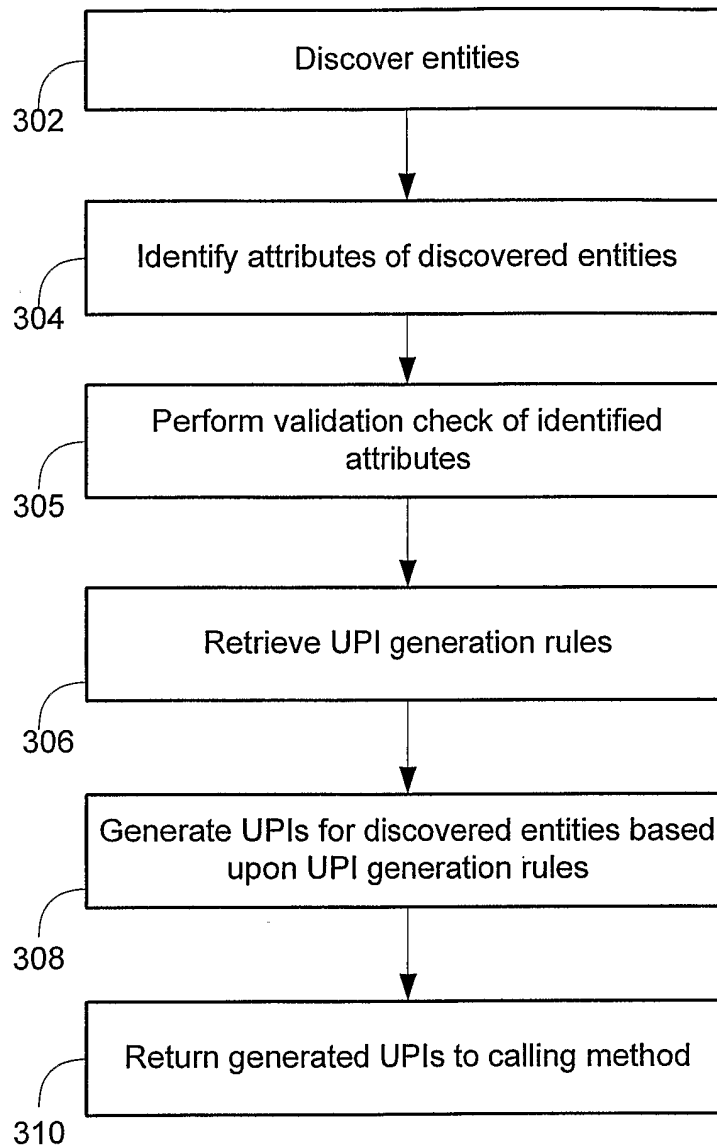 Discover entities
302
Identify attributes of discovered entities
304
Perform validation check of identified
attributes
305
Retrieve UPI generation rules
306
Generate UPIs for discovered entities based
upon UPI generation rules
308
Return generated UPIs to calling method
310